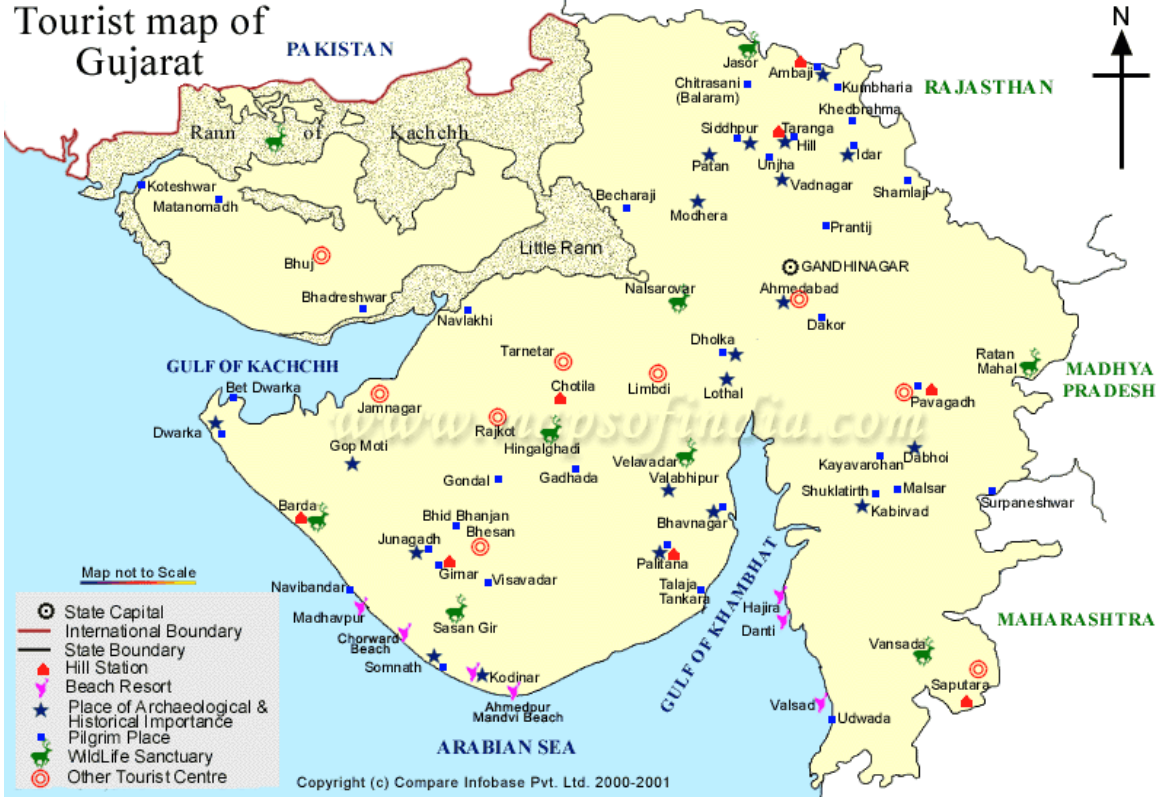 Tourist map of
Gujarat
PAKISTAN
N
RAJASTHAN
Jasor
Ambaji
Kumbharia
Chitrasani
(Balaram)
Khedbrahma
Rann of Kachchh
Siddhpur
Taranga
Hill
Patan
Unjha
Idar
Koteshwar
Matanomadh
Vadnagar
Shamlaji
Becharaji
Modhera
Prantij
Little Rann
Bhuj
GANDHINAGAR
Nalsarovar
Ahmedabad
Bhadreshwar
Navlakhi
Dakor
Dholka
Tarnetar
Ratan
Mahal
GULF OF KACHCHH
MADHYA
PRADESH
Bet Dwarka
Chotila
Limbdi
Lothal
Jamnagar
Pavagadh
www.mapsofindia.com
Dwarka
Rajkot
Gop Moti
Hingalghadi
Velavadar
Kayavarohan
Dabhoi
Gondal
Gadhada
Valabhipur
Shuklatirth
Malsar
Surpaneshwar
Barda
Kabirvad
Bhid Bhanjan
Bhesan
Bhavnagar
Junagadh
Girnar
Palitana
Visavadar
Map not to Scale
Navibandar
Talaja
Tankara
Madhavpur
Hajira
Danti
GULF OF KHAMBHAT
MAHARASHTRA
Sasan Gir
Chorward
Beach
Vansada
Somnath
Kodinar
Saputara
Ahmedpur
Mandvi Beach
Valsad
Udwada
ARABIAN SEA
State Capital
International Boundary
State Boundary
Hill Station
Beach Resort
Place of Archaeological &
Historical Importance
Pilgrim Place
WildLife Sanctuary
Other Tourist Centre
Copyright (c) Compare Infobase Pvt. Ltd. 2000-2001